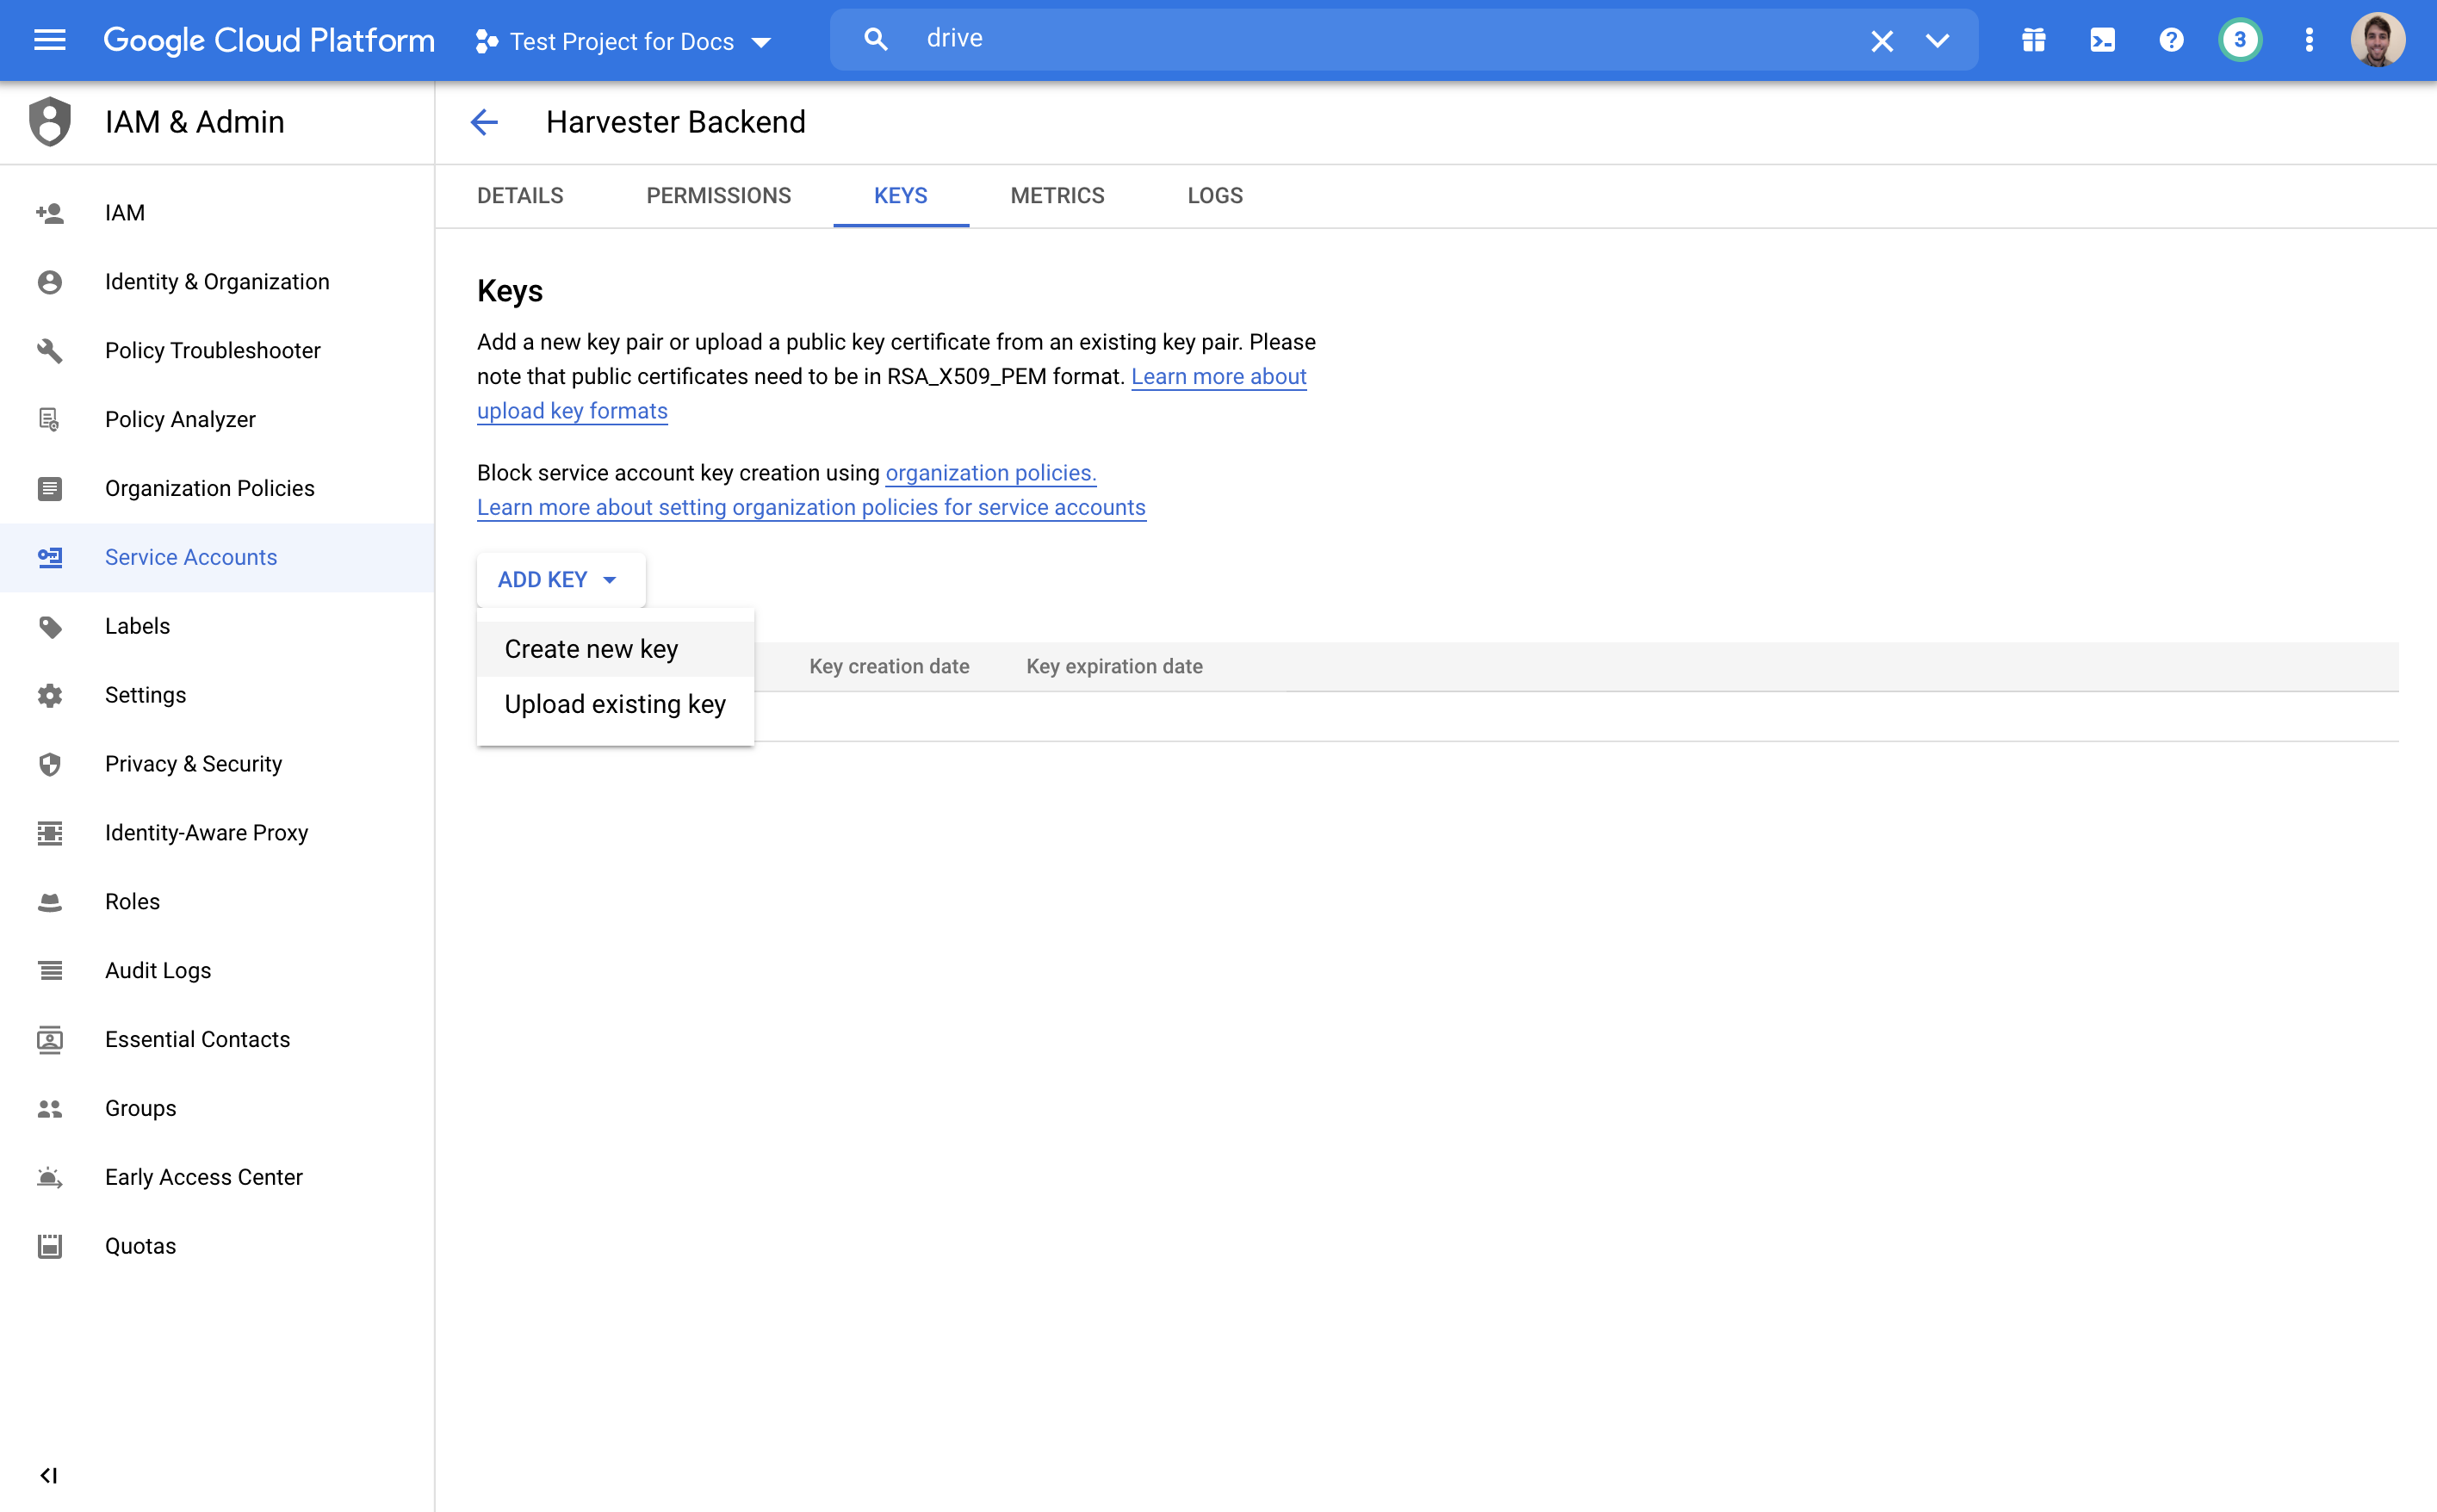 Google Cloud Platform
Test Project for Docs
drive
3
IAM & Admin
Harvester Backend
IAM
Identity & Organization
Policy Troubleshooter
Policy Analyzer
Organization Policies
Service Accounts
Labels
Settings
Privacy & Security
Identity-Aware Proxy
Roles
Audit Logs
Essential Contacts
Groups
Early Access Center
Quotas
DETAILS
PERMISSIONS
KEYS
METRICS
LOGS
Keys
Add a new key pair or upload a public key certificate from an existing key pair. Please
note that public certificates need to be in RSA_X509_PEM format. Learn more about
upload key formats
Block service account key creation using organization policies.
Learn more about setting organization policies for service accounts
ADD KEY
Create new key
Upload existing key
Key creation date
Key expiration date